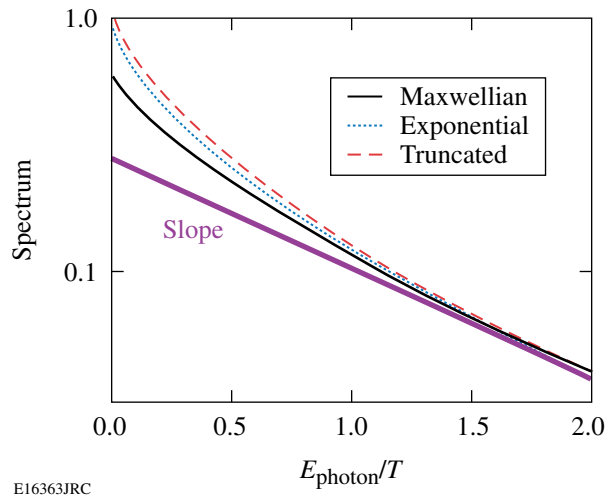 1.0
Maxwellian
Exponential
Truncated
Spectrum
Slope
0.1
0.0 0.5 1.0 1.5 2.0
E_photon/T
E16363JRC